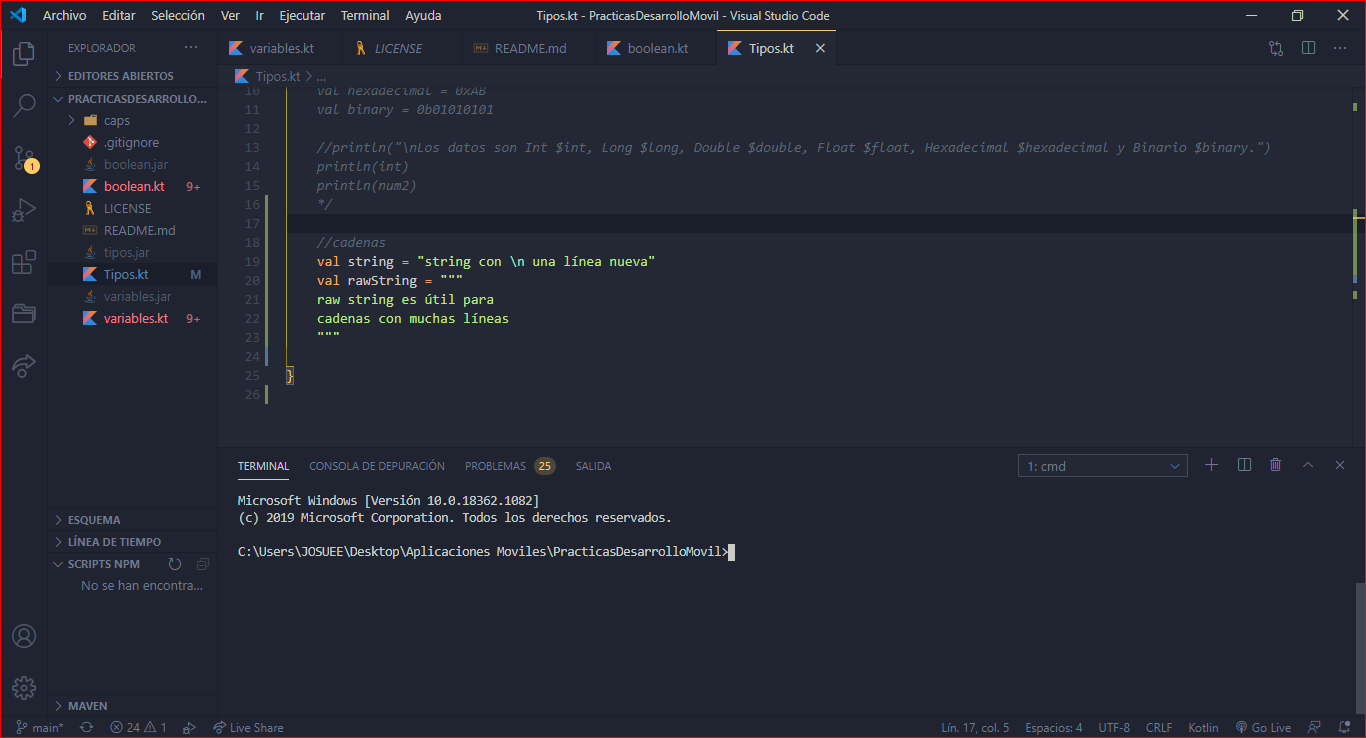 Archivo Editar Selección Ver Ir Ejecutar Terminal Ayuda Tipos.kt - PracticasDesarrolloMovil - Visual Studio Code
EXPLORADOR ···
variables.kt LICENSE README.md boolean.kt Tipos.kt
Tipos.kt > ...
EDITORES ABIERTOS
PRACTICASDESARROLLO...
caps
.gitignore
boolean.jar
boolean.kt 9+
LICENSE
README.md
tipos.jar
Tipos.kt M
variables.jar
variables.kt 9+
1
10 val hexadecimal = 0xAB
11 val binary = 0b01010101
12
13 //println("\nLos datos son Int $int, Long $long, Double $double, Float $float, Hexadecimal $hexadecimal y Binario $binary.")
14 println(int)
15 println(num2)
16 */
17
18 //cadenas
19 val string = "string con \n una línea nueva"
20 val rawString = """
21 raw string es útil para
22 cadenas con muchas líneas
23 """
24
25 }
26
TERMINAL CONSOLA DE DEPURACIÓN PROBLEMAS 25 SALIDA 1: cmd
Microsoft Windows [Versión 10.0.18362.1082]
(c) 2019 Microsoft Corporation. Todos los derechos reservados.
C:\Users\JOSUEE\Desktop\Aplicaciones Moviles\PracticasDesarrolloMovil>
ESQUEMA
LÍNEA DE TIEMPO
SCRIPTS NPM
No se han encontra...
MAVEN
main* 24 1 Live Share Lín. 17, col. 5 Espacios: 4 UTF-8 CRLF Kotlin Go Live